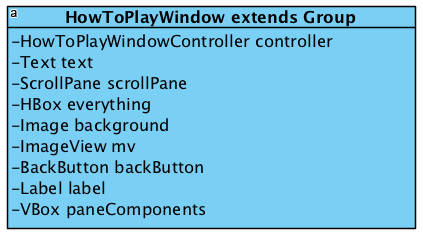 a
HowToPlayWindow extends Group
-HowToPlayWindowController controller
-Text text
-ScrollPane scrollPane
-HBox everything
-Image background
-ImageView mv
-BackButton backButton
-Label label
-VBox paneComponents